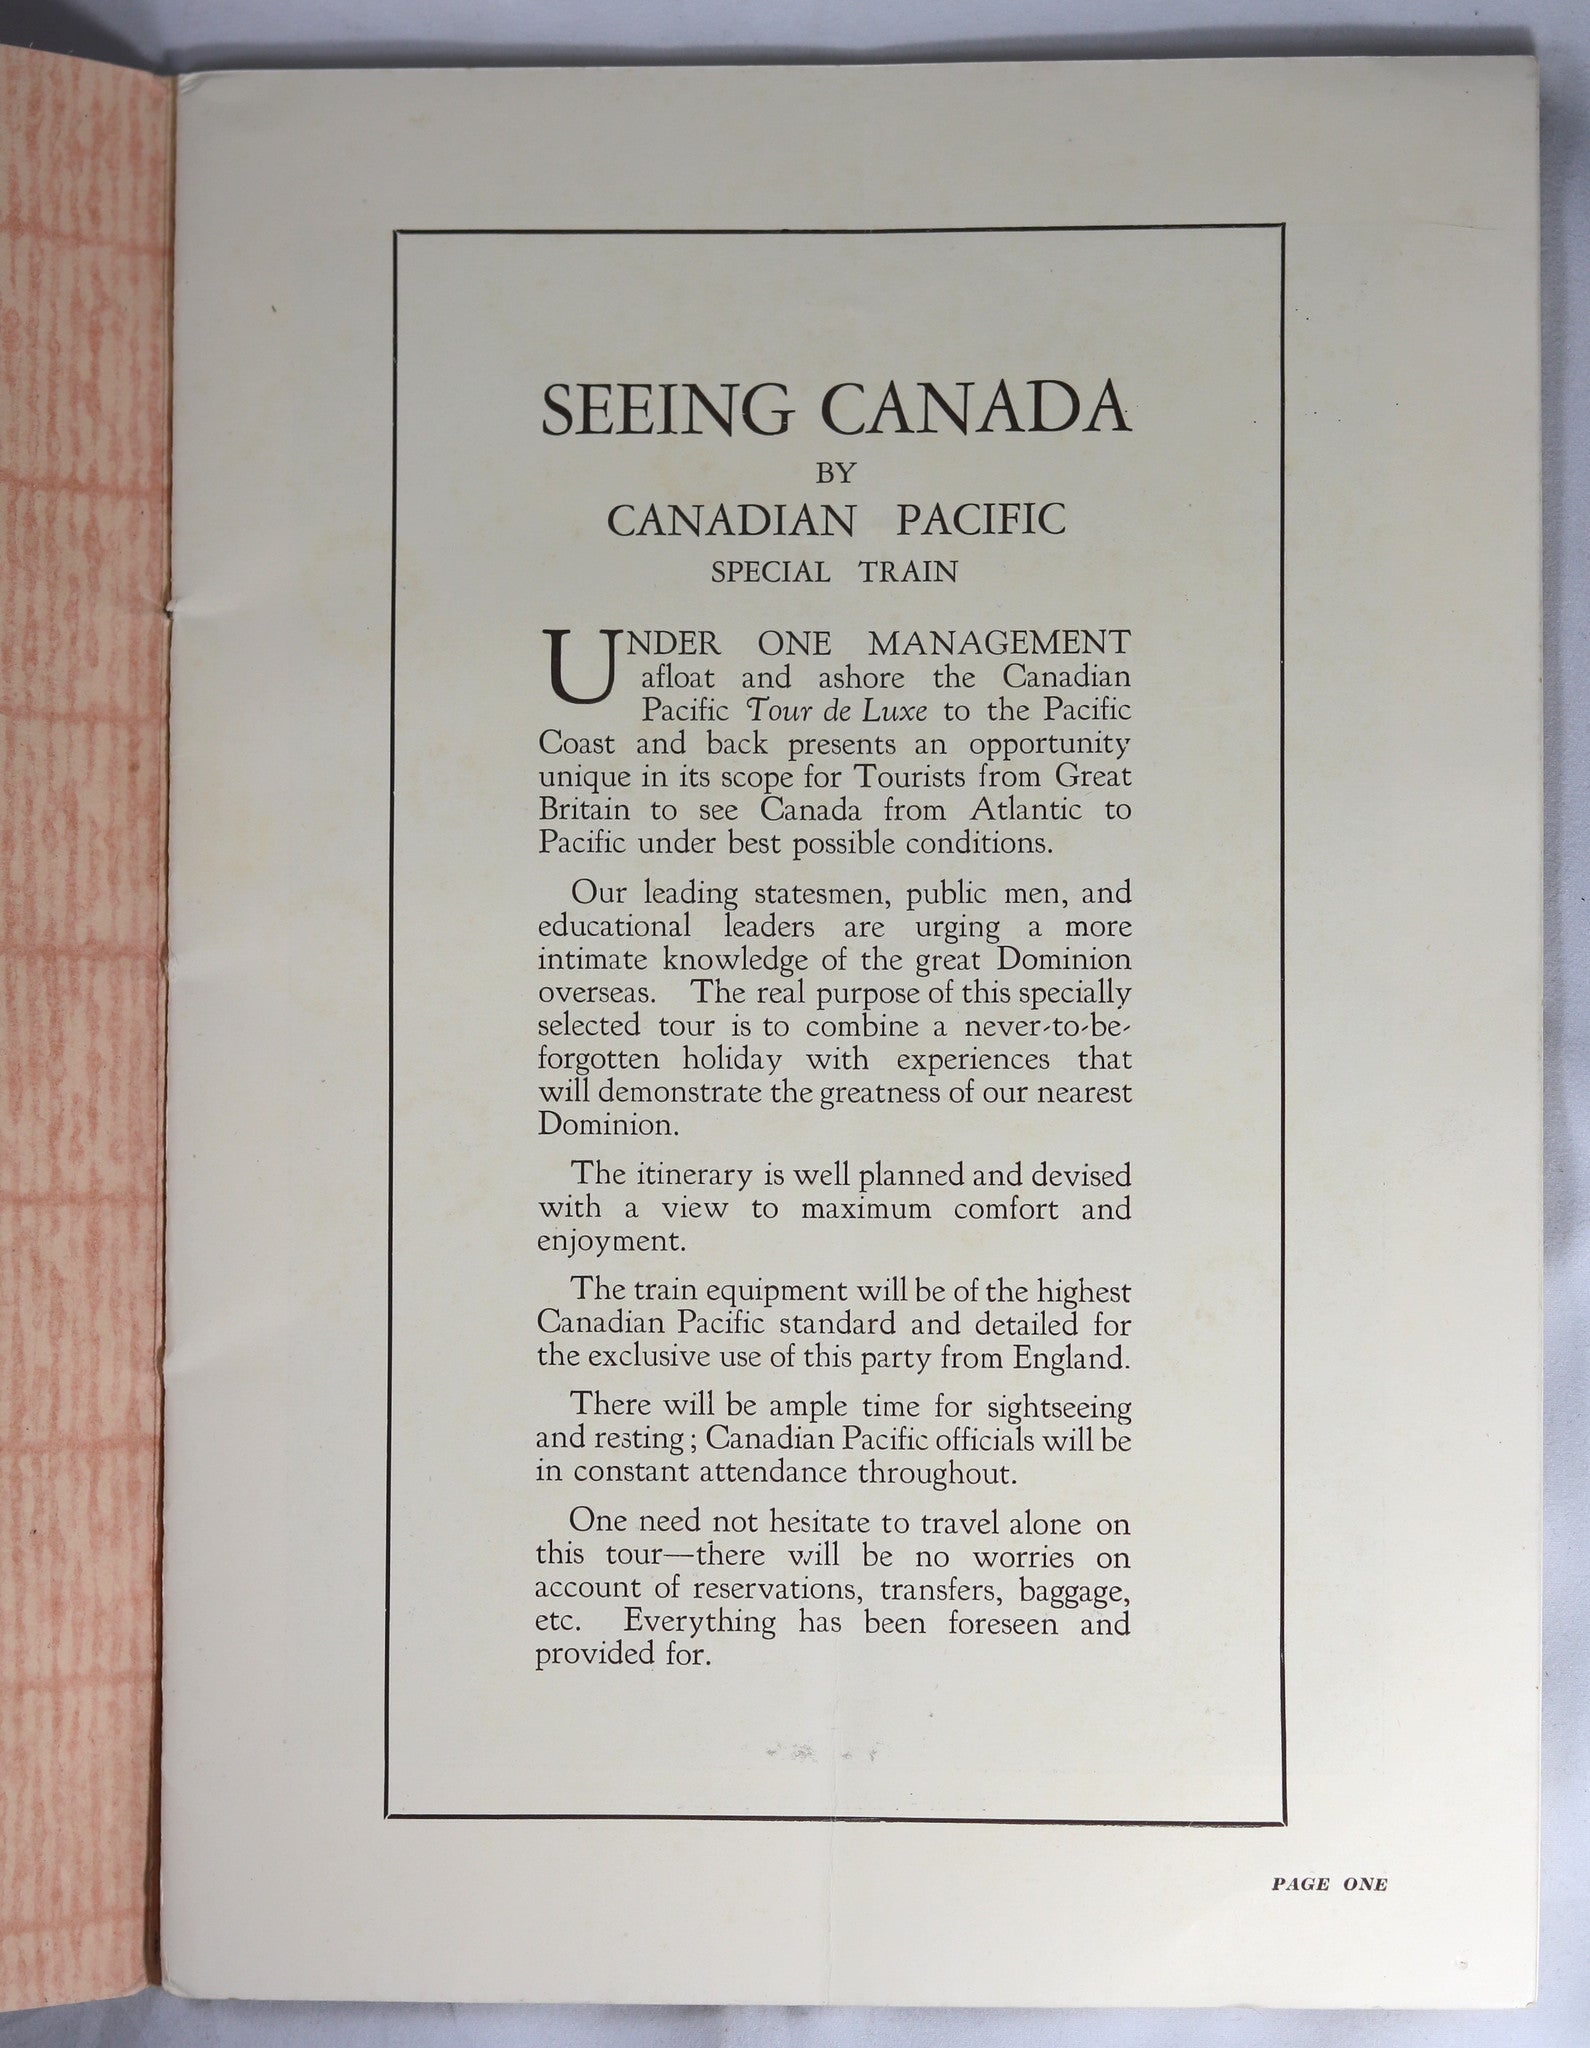 SEEING CANADA
BY
CANADIAN PACIFIC
SPECIAL TRAIN
UNDER ONE MANAGEMENT
afloat and ashore the Canadian
Pacific Tour de Luxe to the Pacific
Coast and back presents an opportunity
unique in its scope for Tourists from Great
Britain to see Canada from Atlantic to
Pacific under best possible conditions.
Our leading statesmen, public men, and
educational leaders are urging a more
intimate knowledge of the great Dominion
overseas. The real purpose of this specially
selected tour is to combine a never-to-be-
forgotten holiday with experiences that
will demonstrate the greatness of our nearest
Dominion.
The itinerary is well planned and devised
with a view to maximum comfort and
enjoyment.
The train equipment will be of the highest
Canadian Pacific standard and detailed for
the exclusive use of this party from England.
There will be ample time for sightseeing
and resting; Canadian Pacific officials will be
in constant attendance throughout.
One need not hesitate to travel alone on
this tour—there will be no worries on
account of reservations, transfers, baggage,
etc. Everything has been foreseen and
provided for.
PAGE ONE